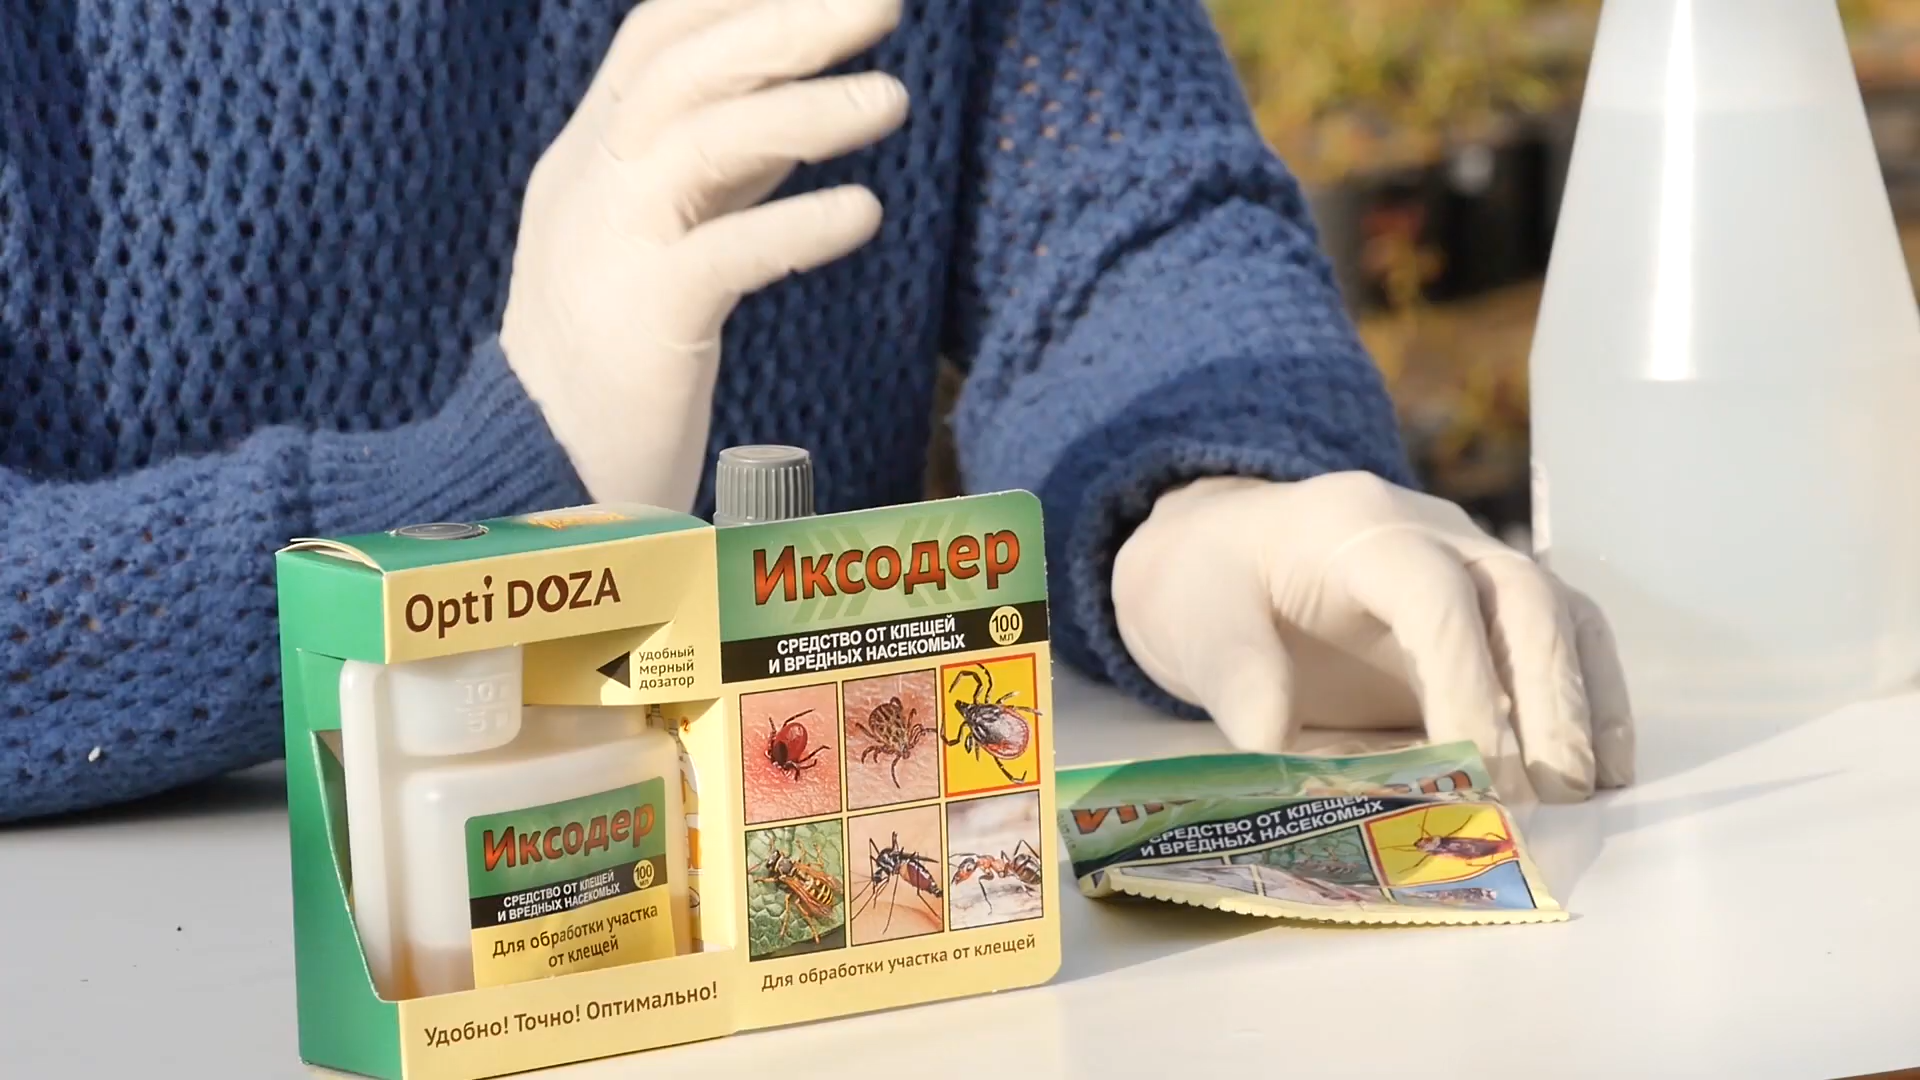 Opti DOZA
удобный
мерный
дозатор
10
5
Иксодер
100
МЛ
СРЕДСТВО ОТ КЛЕЩЕЙ
И ВРЕДНЫХ НАСЕКОМЫХ
Для обработки участка
от клещей
Удобно! Точно! Оптимально!
Иксодер
СРЕДСТВО ОТ КЛЕЩЕЙ
И ВРЕДНЫХ НАСЕКОМЫХ
100
МЛ
Для обработки участка от клещей
СРЕДСТВО ОТ КЛЕЩЕЙ
И ВРЕДНЫХ НАСЕКОМЫХ